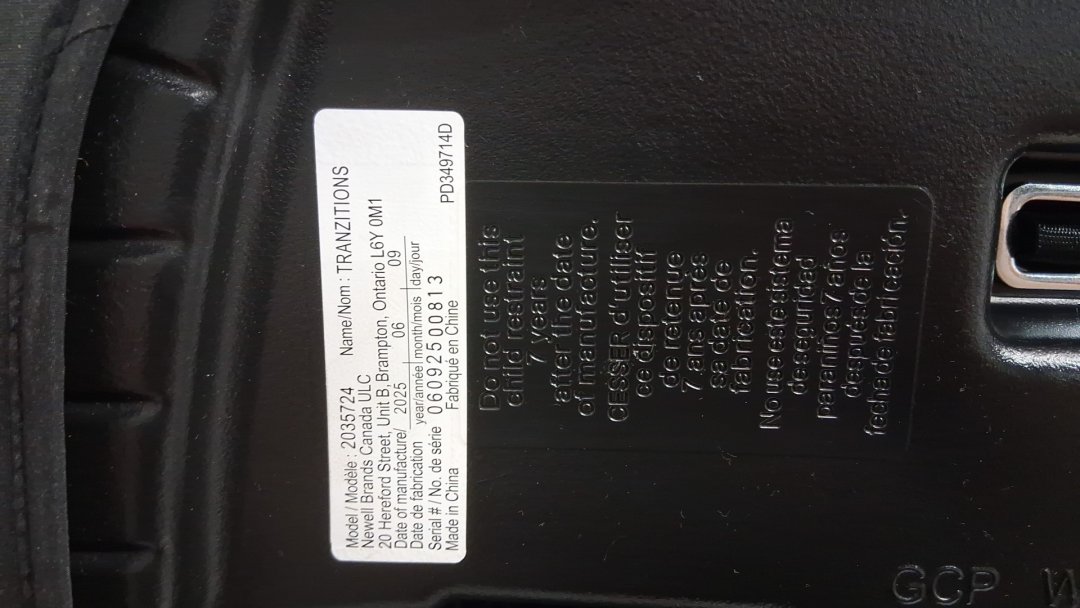 Model / Modèle : 2035724 Name/Nom : TRANZITIONS
Newell Brands Canada ULC
20 Hereford Street, Unit B, Brampton, Ontario L6Y 0M1
Date of manufacture/ 2025 06 09
Date de fabrication year/année month/mois day/jour
Serial # / No. de série 0609250​0813
Made in China Fabriqué en Chine PD349714D
Do not use this
child restraint
7 years
after the date
of manufacture.
CESSER d'utiliser
ce dispositif
de retenue
7 ans après
sa date de
fabrication.
No use este sistema
de seguridad
para niños 7 años
después de la
fecha de fabricación.
GCP W